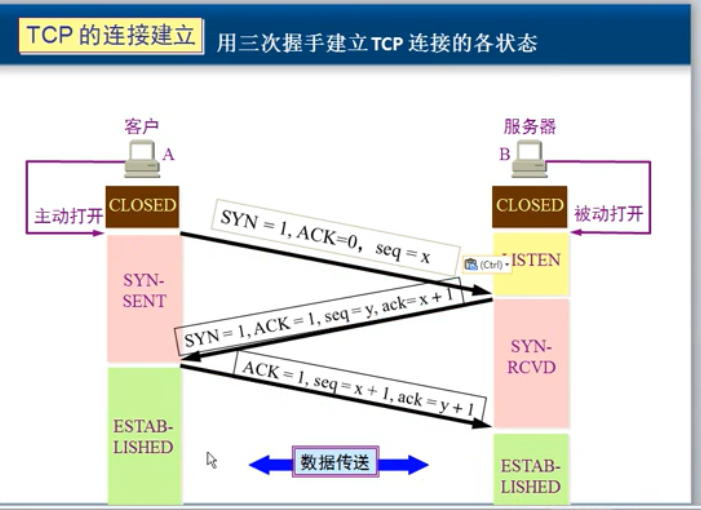 TCP 的连接建立
用三次握手建立TCP 连接的各状态
客户
A
服务器
B
CLOSED
CLOSED
主动打开
被动打开
SYN = 1, ACK=0, seq = x
(Ctrl)
LISTEN
SYN-
SENT
SYN = 1, ACK = 1, seq = y, ack= x + 1
SYN-
RCVD
ACK = 1, seq = x + 1, ack = y + 1
ESTAB-
LISHED
数据传送
ESTAB-
LISHED